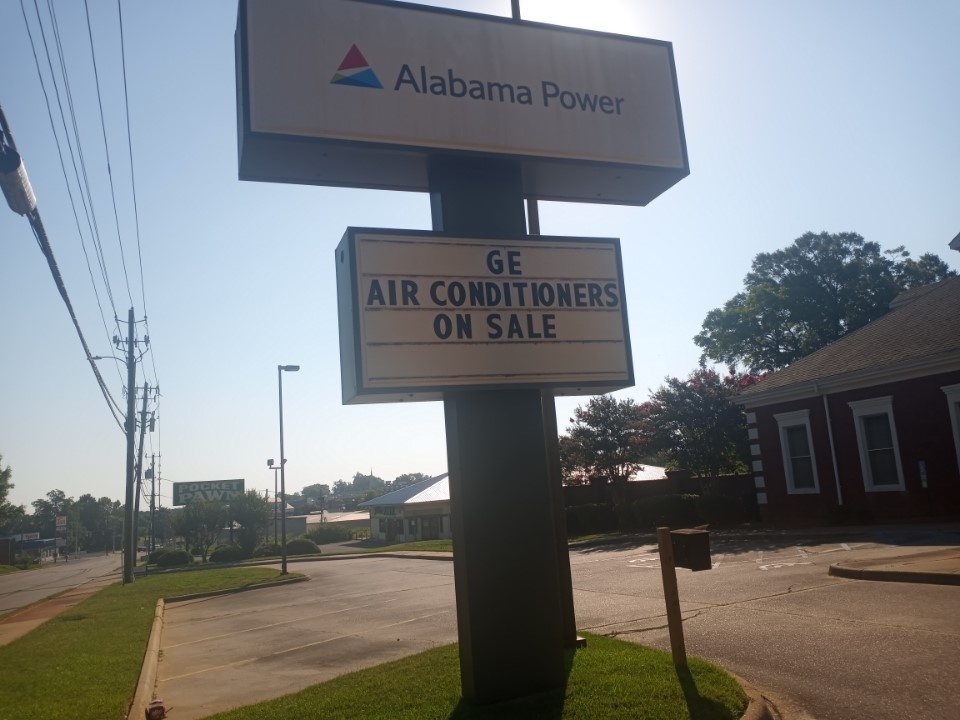 Alabama Power
GE
AIR CONDITIONERS
ON SALE
POCKET
PAWN